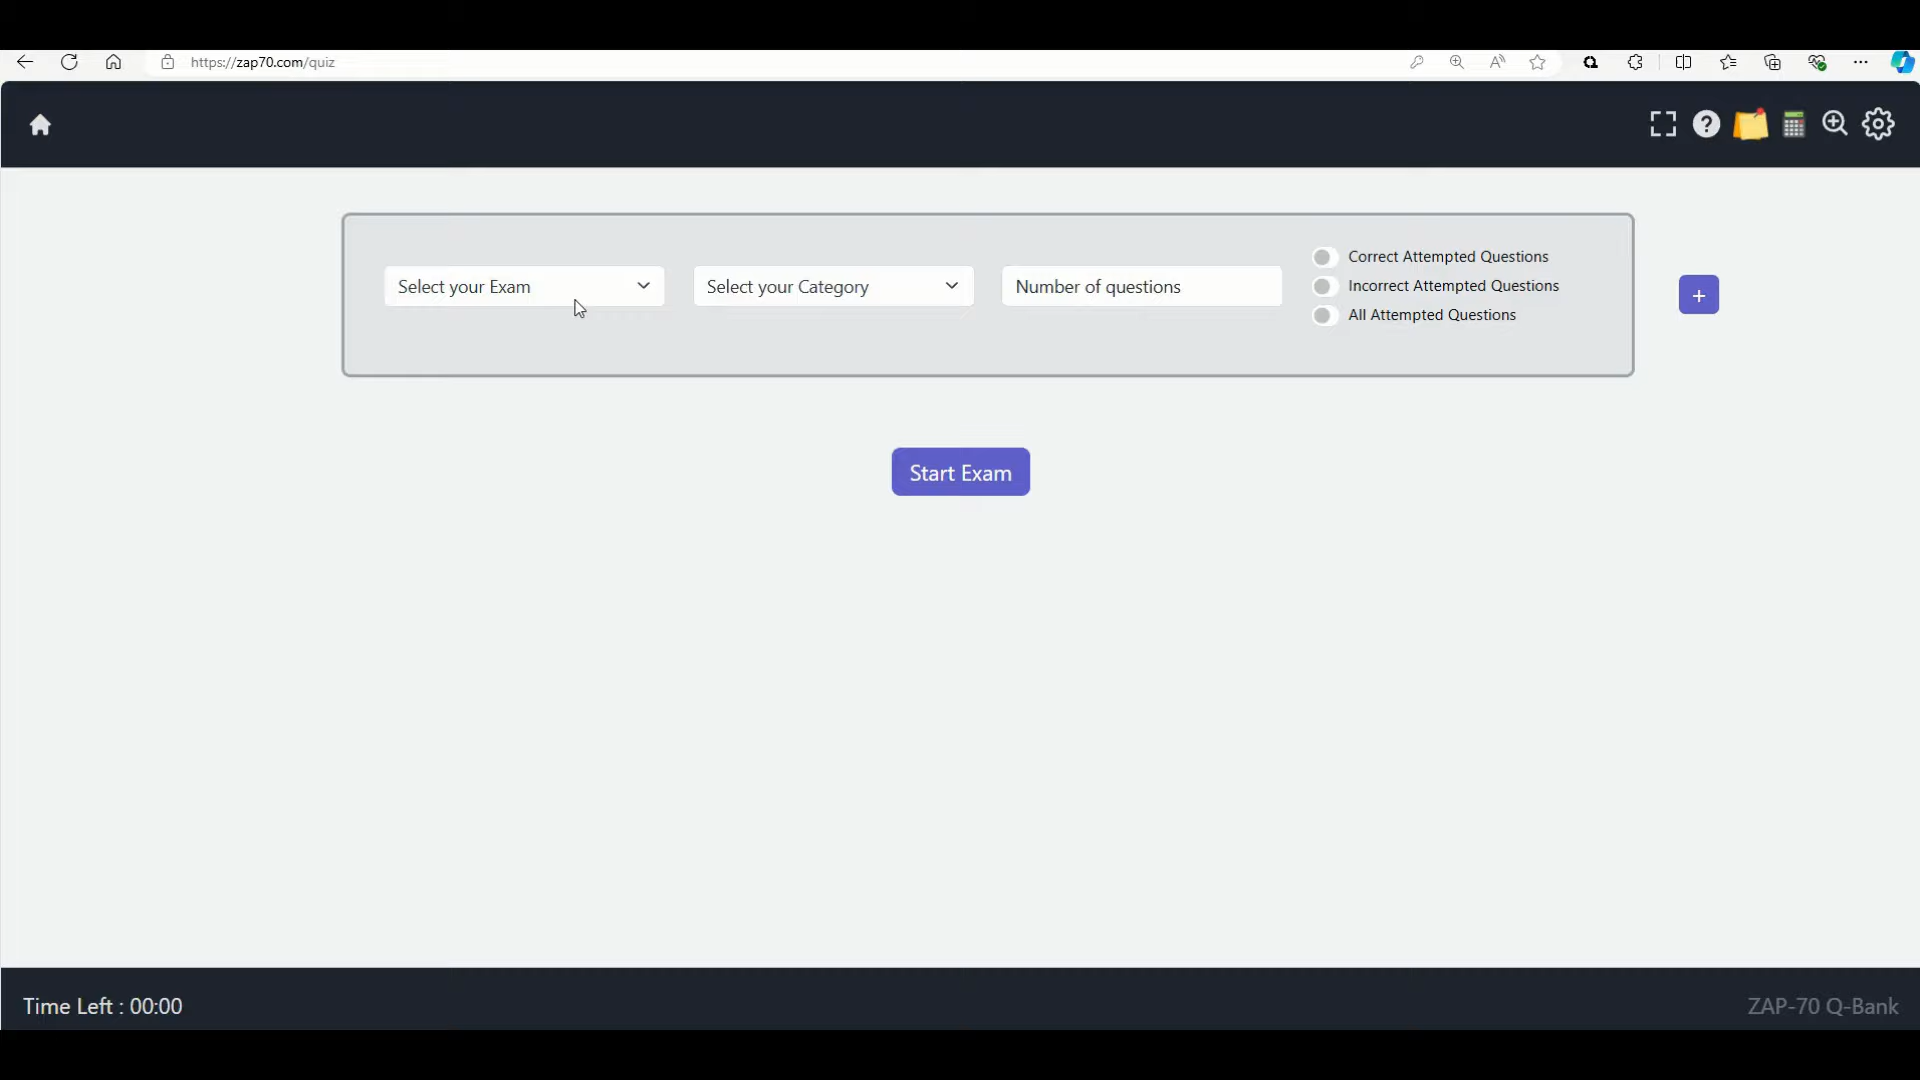 https://zap70.com/quiz
Select your Exam
Select your Category
Number of questions
Correct Attempted Questions
Incorrect Attempted Questions
All Attempted Questions
+
Start Exam
Time Left : 00:00
ZAP-70 Q-Bank